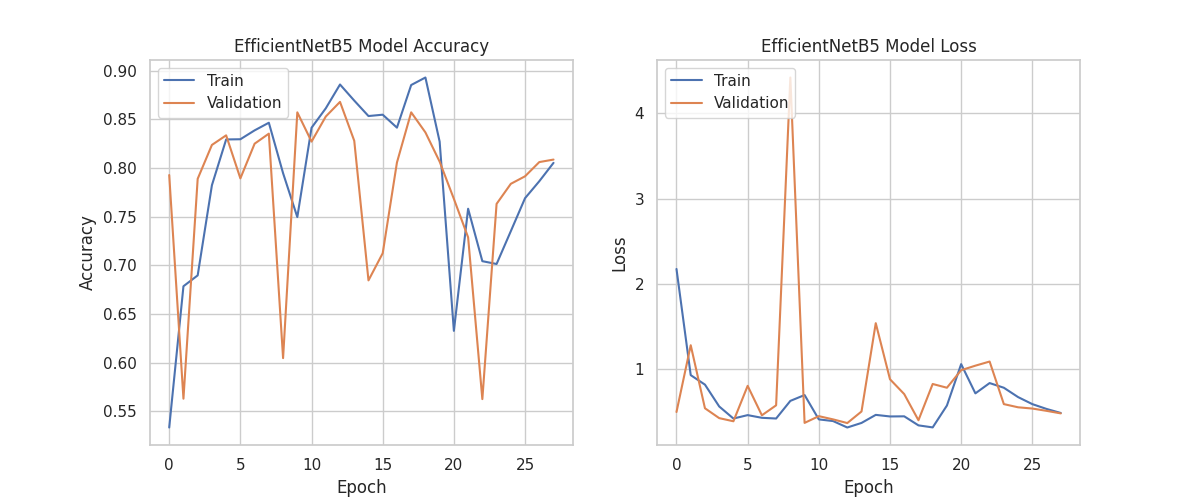 EfficientNetB5 Model Accuracy
Train
Validation
0.90
0.85
0.80
0.75
0.70
0.65
0.60
0.55
Accuracy
0
5
10
15
20
25
Epoch
EfficientNetB5 Model Loss
Train
Validation
4
3
2
1
Loss
0
5
10
15
20
25
Epoch